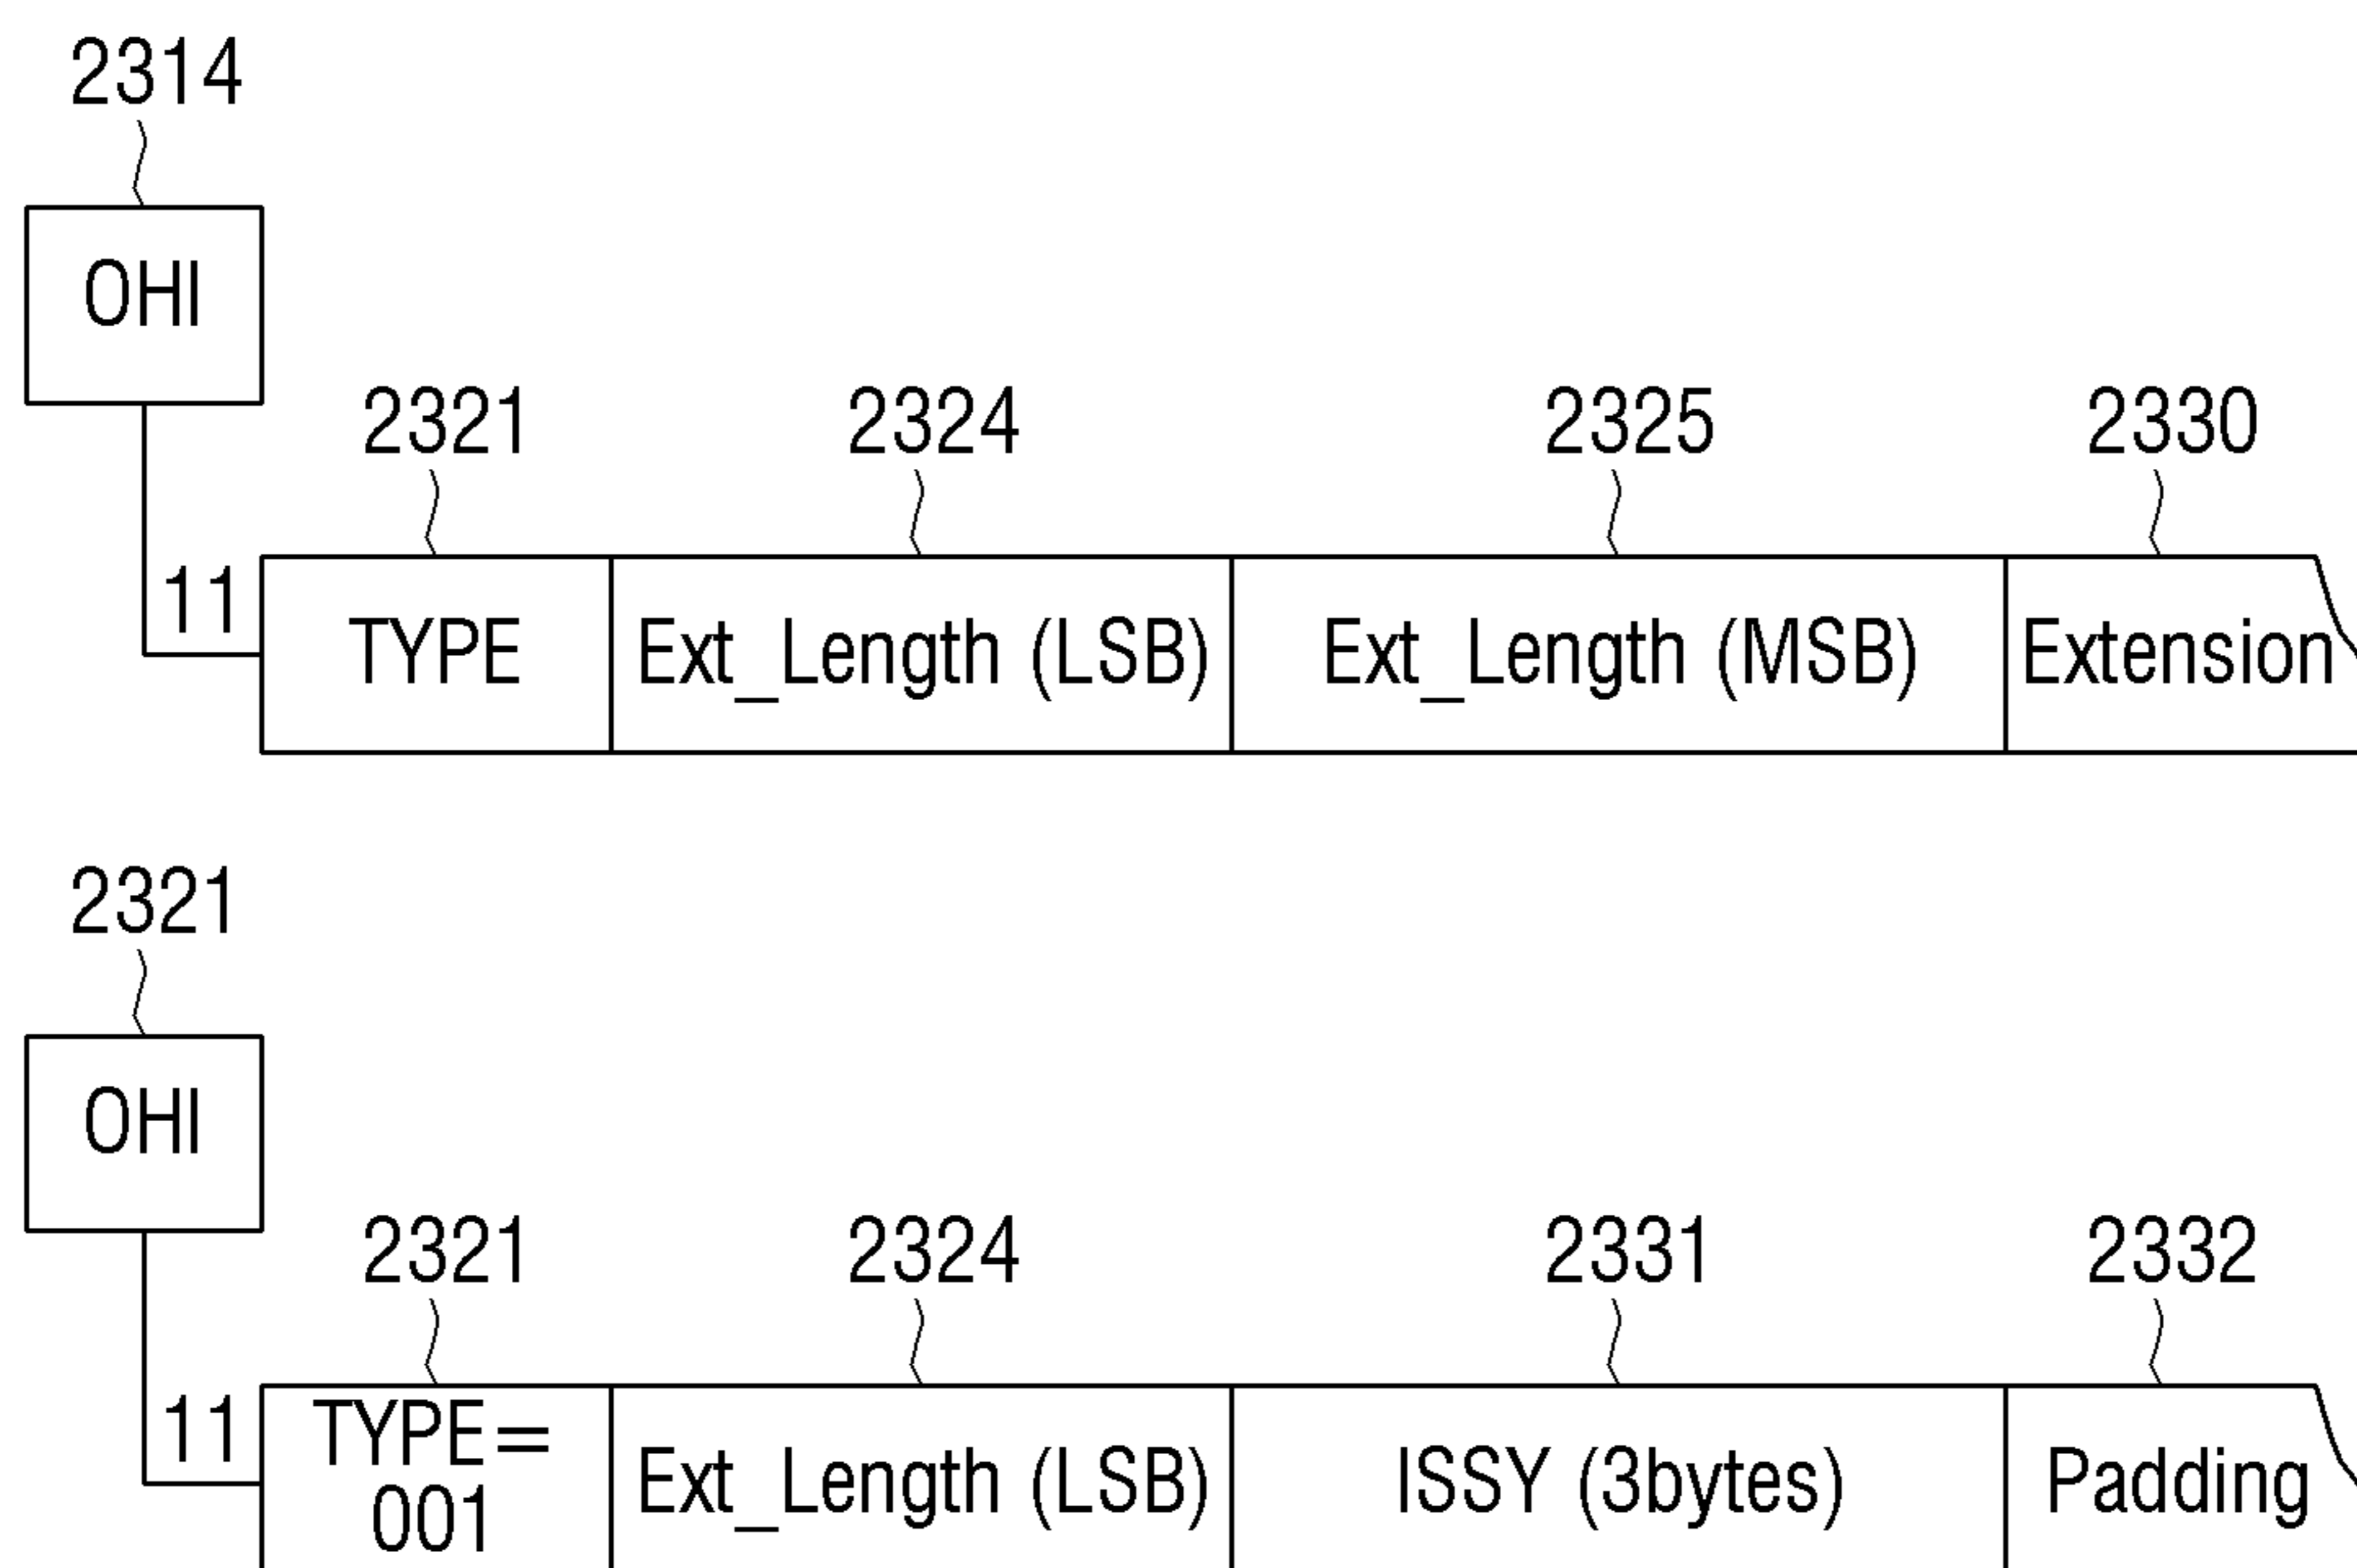 2314
OHI
2321 2324 2325 2330
11 TYPE Ext_Length (LSB) Ext_Length (MSB) Extension
2321
OHI
2321 2324 2331 2332
11 TYPE= 001 Ext_Length (LSB) ISSY (3bytes) Padding